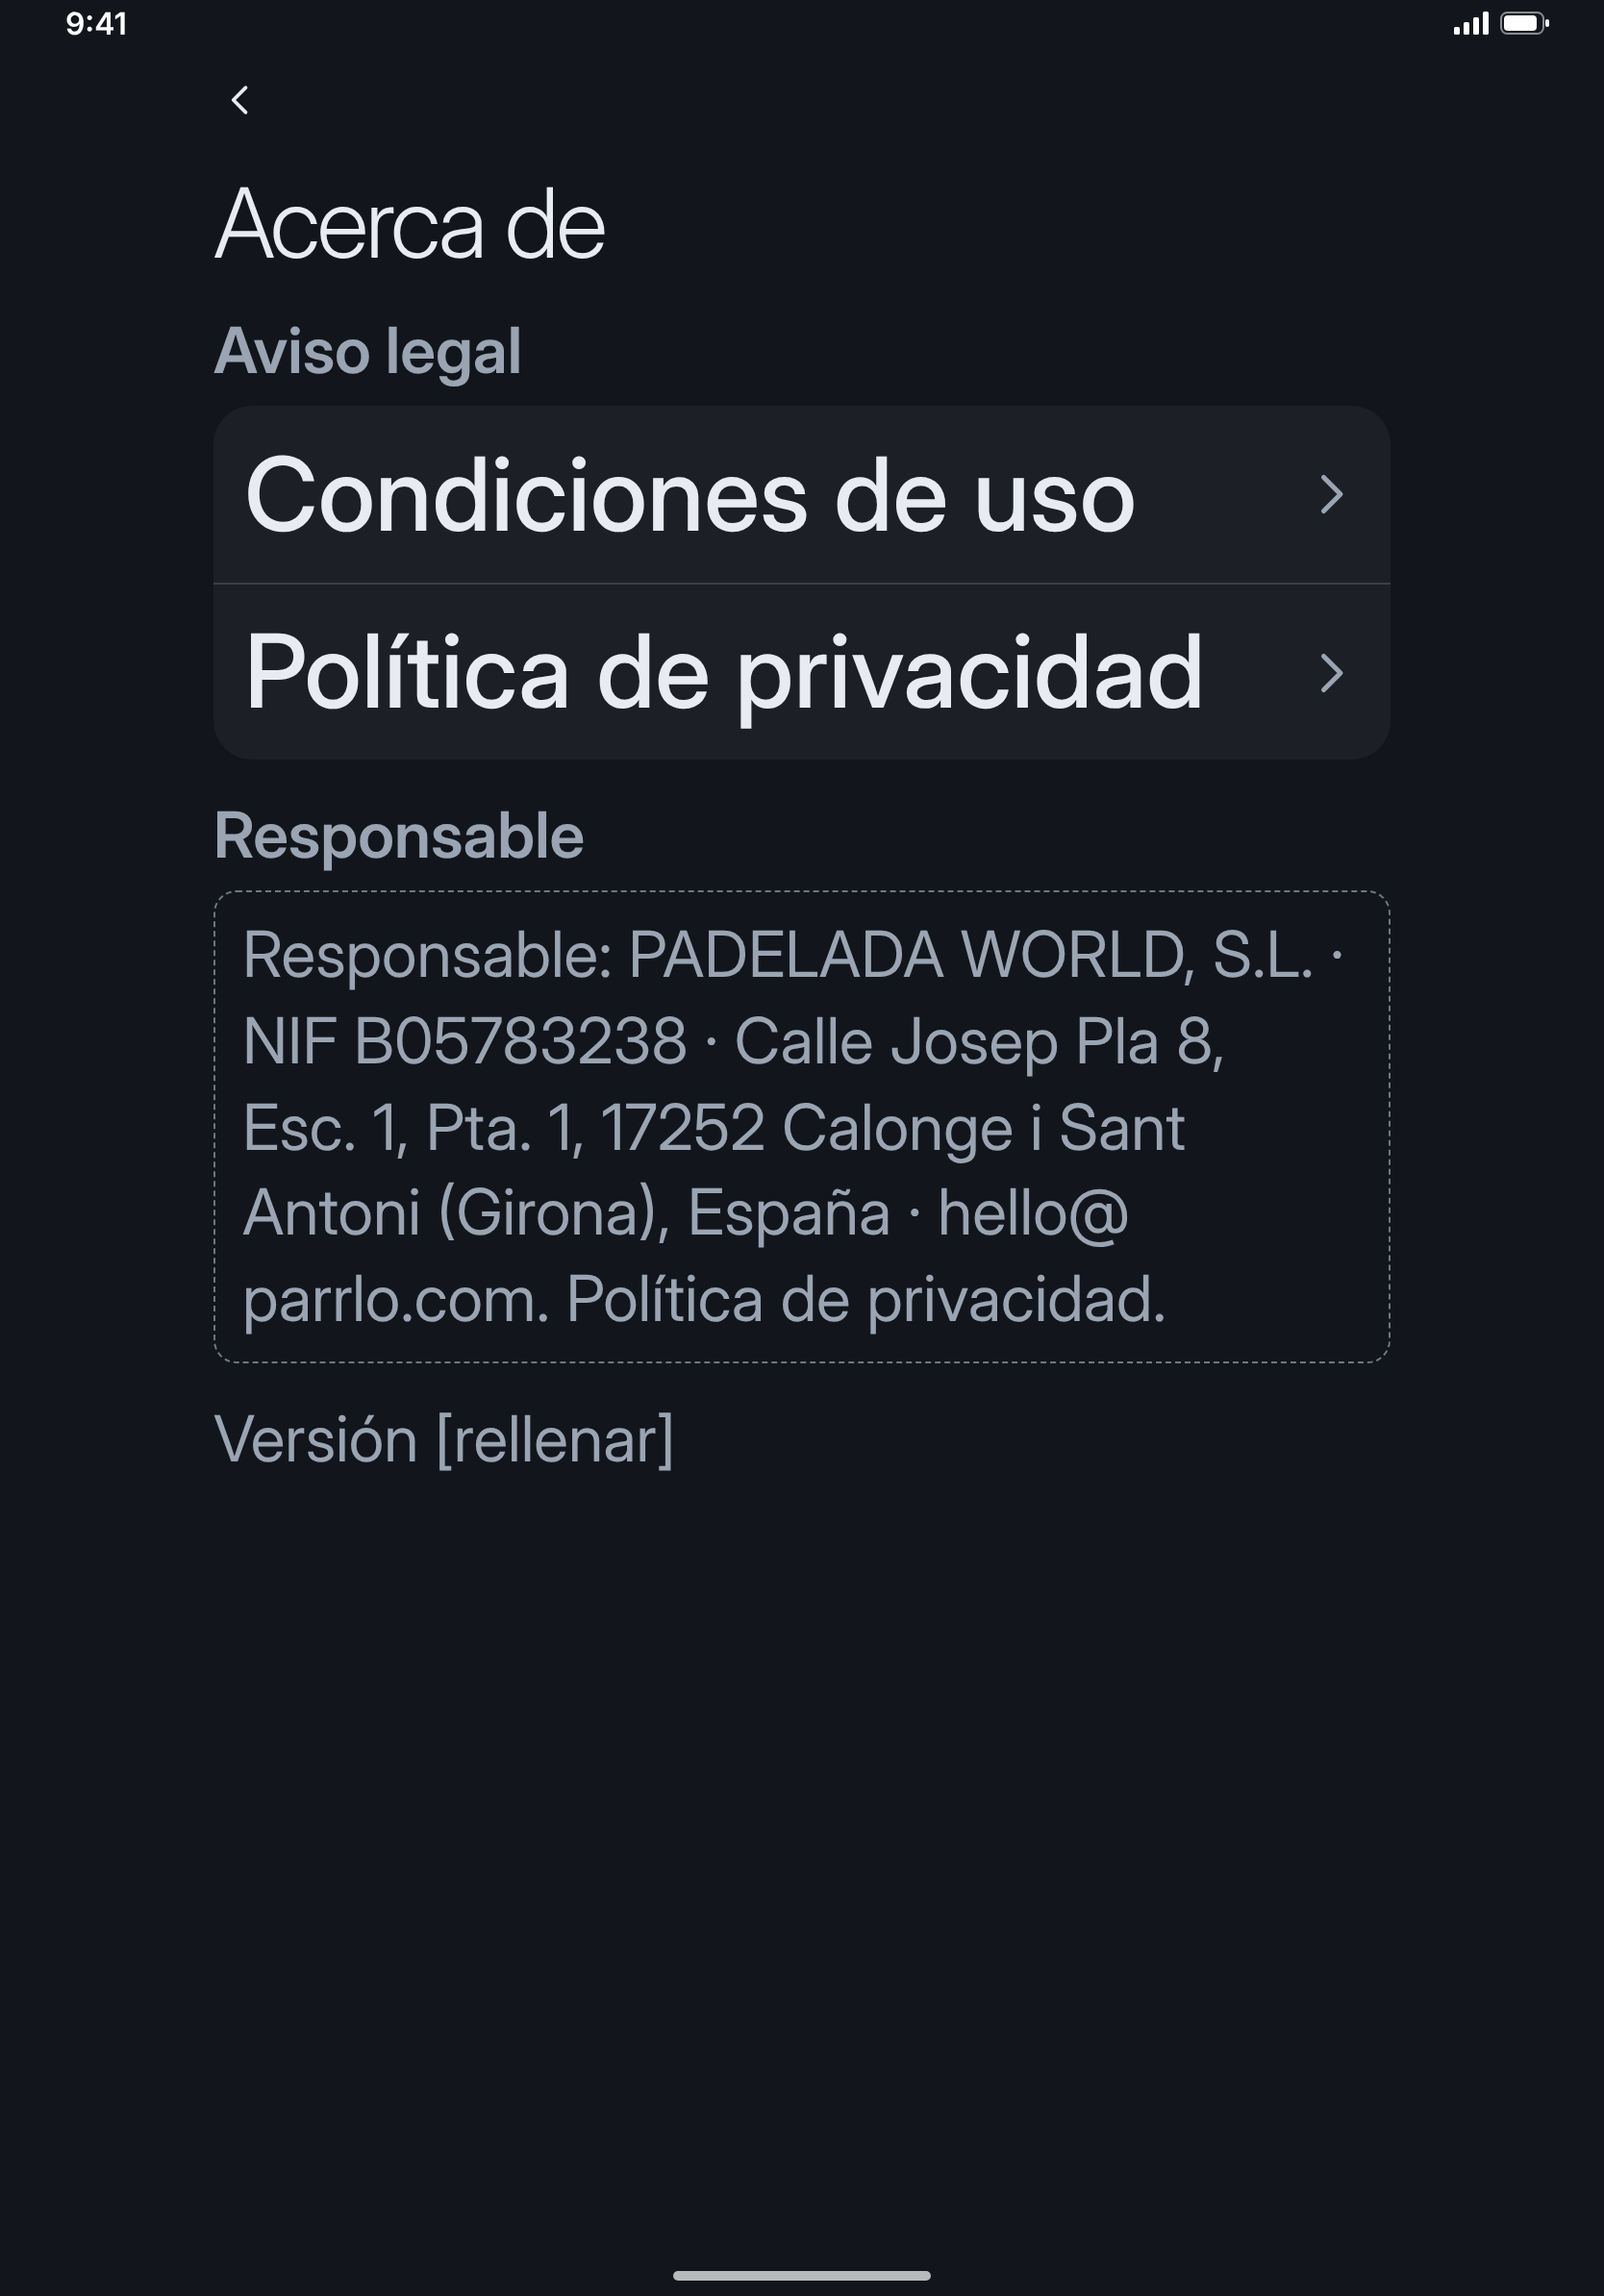 9:41
Acerca de
Aviso legal
Condiciones de uso
Política de privacidad
Responsable
Responsable: PADELADA WORLD, S.L. ·
NIF B05783238 · Calle Josep Pla 8,
Esc. 1, Pta. 1, 17252 Calonge i Sant
Antoni (Girona), España · hello@
parrlo.com. Política de privacidad.
Versión [rellenar]